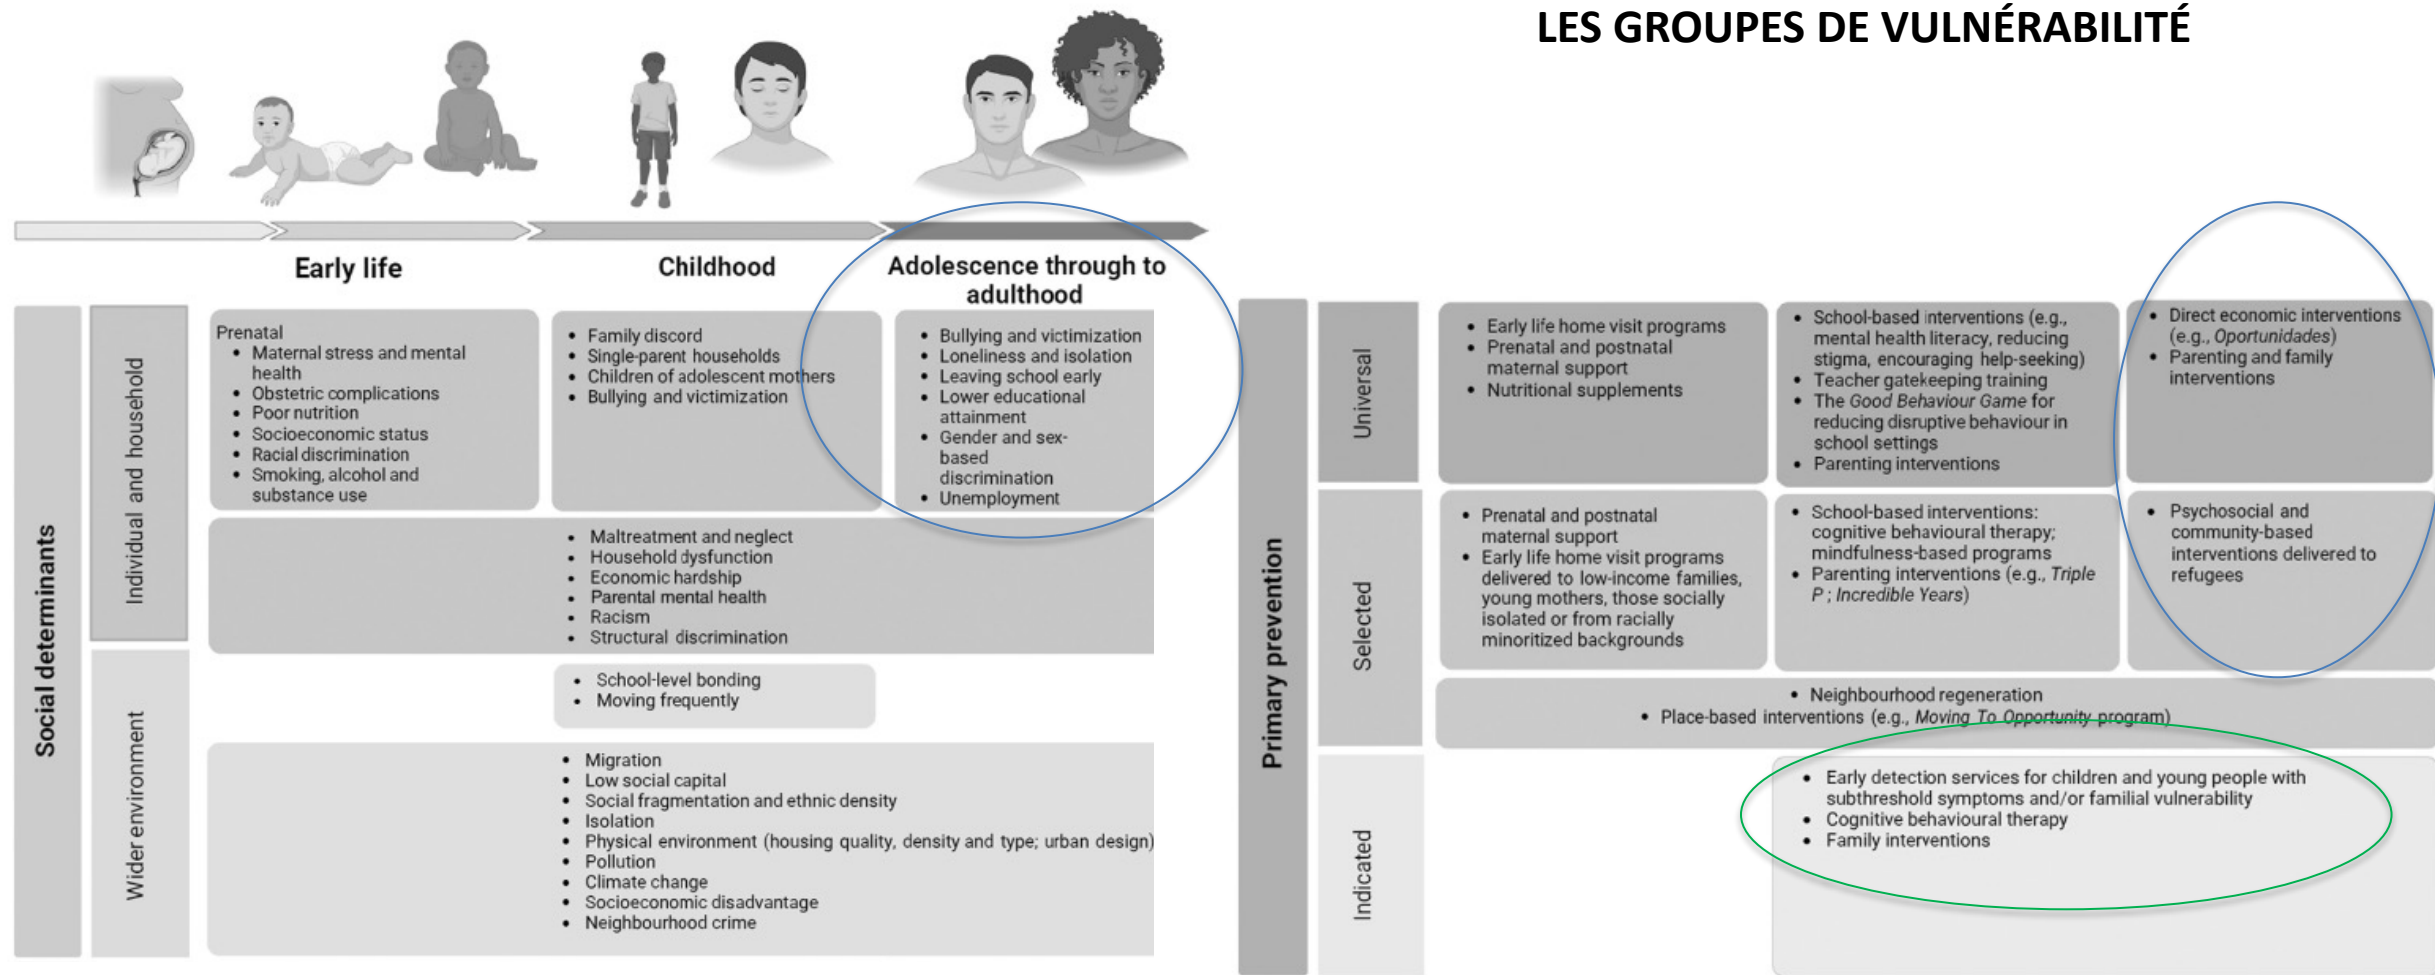 LES GROUPES DE VULNÉRABILITÉ
Early life
Childhood
Adolescence through to
adulthood
Social determinants
Individual and household
Prenatal
• Maternal stress and mental
health
• Obstetric complications
• Poor nutrition
• Socioeconomic status
• Racial discrimination
• Smoking, alcohol and
substance use
• Family discord
• Single-parent households
• Children of adolescent mothers
• Bullying and victimization
• Bullying and victimization
• Loneliness and isolation
• Leaving school early
• Lower educational
attainment
• Gender and sex-
based
discrimination
• Unemployment
• Maltreatment and neglect
• Household dysfunction
• Economic hardship
• Parental mental health
• Racism
• Structural discrimination
Wider environment
• School-level bonding
• Moving frequently
• Migration
• Low social capital
• Social fragmentation and ethnic density
• Isolation
• Physical environment (housing quality, density and type; urban design)
• Pollution
• Climate change
• Socioeconomic disadvantage
• Neighbourhood crime
Primary prevention
Universal
• Early life home visit programs
• Prenatal and postnatal
maternal support
• Nutritional supplements
• School-based interventions (e.g.,
mental health literacy, reducing
stigma, encouraging help-seeking)
• Teacher gatekeeping training
• The Good Behaviour Game for
reducing disruptive behaviour in
school settings
• Parenting interventions
• Direct economic interventions
(e.g., Oportunidades)
• Parenting and family
interventions
Selected
• Prenatal and postnatal
maternal support
• Early life home visit programs
delivered to low-income families,
young mothers, those socially
isolated or from racially
minoritized backgrounds
• School-based interventions:
cognitive behavioural therapy;
mindfulness-based programs
• Parenting interventions (e.g., Triple
P ; Incredible Years)
• Psychosocial and
community-based
interventions delivered to
refugees
• Neighbourhood regeneration
• Place-based interventions (e.g., Moving To Opportunity program)
Indicated
• Early detection services for children and young people with
subthreshold symptoms and/or familial vulnerability
• Cognitive behavioural therapy
• Family interventions